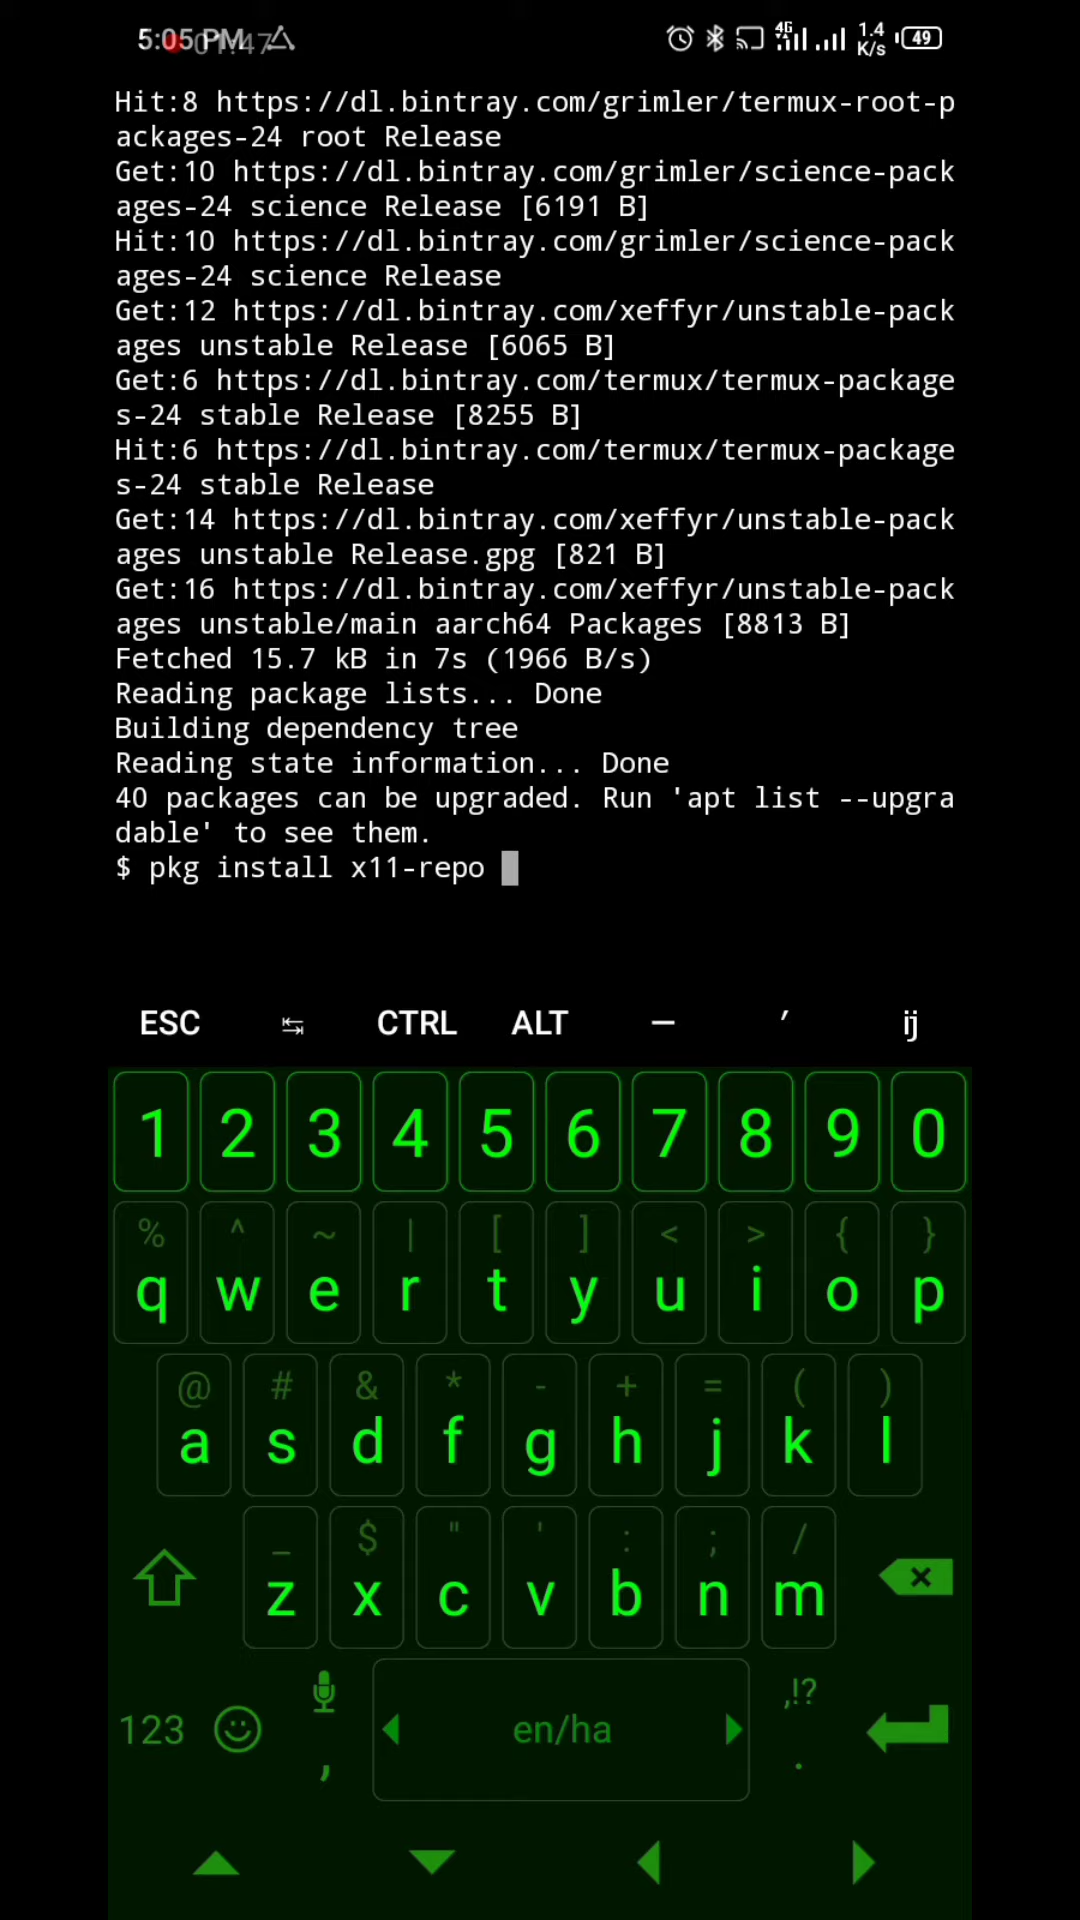 5:05 PM 01:47 4G 1.4 K/s 49
Hit:8 https://dl.bintray.com/grimler/termux-root-p
ackages-24 root Release
Get:10 https://dl.bintray.com/grimler/science-pack
ages-24 science Release [6191 B]
Hit:10 https://dl.bintray.com/grimler/science-pack
ages-24 science Release
Get:12 https://dl.bintray.com/xeffyr/unstable-pack
ages unstable Release [6065 B]
Get:6 https://dl.bintray.com/termux/termux-package
s-24 stable Release [8255 B]
Hit:6 https://dl.bintray.com/termux/termux-package
s-24 stable Release
Get:14 https://dl.bintray.com/xeffyr/unstable-pack
ages unstable Release.gpg [821 B]
Get:16 https://dl.bintray.com/xeffyr/unstable-pack
ages unstable/main aarch64 Packages [8813 B]
Fetched 15.7 kB in 7s (1966 B/s)
Reading package lists... Done
Building dependency tree
Reading state information... Done
40 packages can be upgraded. Run 'apt list --upgra
dable' to see them.
$ pkg install x11-repo
ESC ⇆ CTRL ALT — ′ ij
1 2 3 4 5 6 7 8 9 0
% ^ ~ | [ ] < > { }
q w e r t y u i o p
@ # & * - + = ( )
a s d f g h j k l
_ $ " ' : ; /
z x c v b n m
,!?
123 , en/ha .